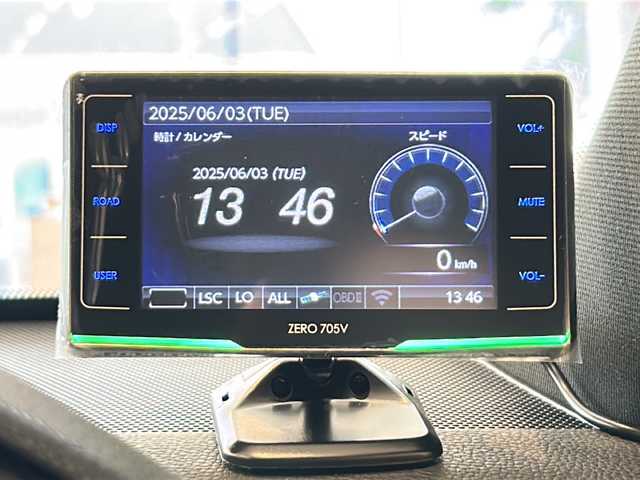 2025/06/03(TUE)
時計/カレンダー
スピード
2025/06/03 (TUE)
13 46
0 km/h
LSC LO ALL OBDⅡ 13 46
DISP
ROAD
USER
VOL+
MUTE
VOL-
ZERO 705V